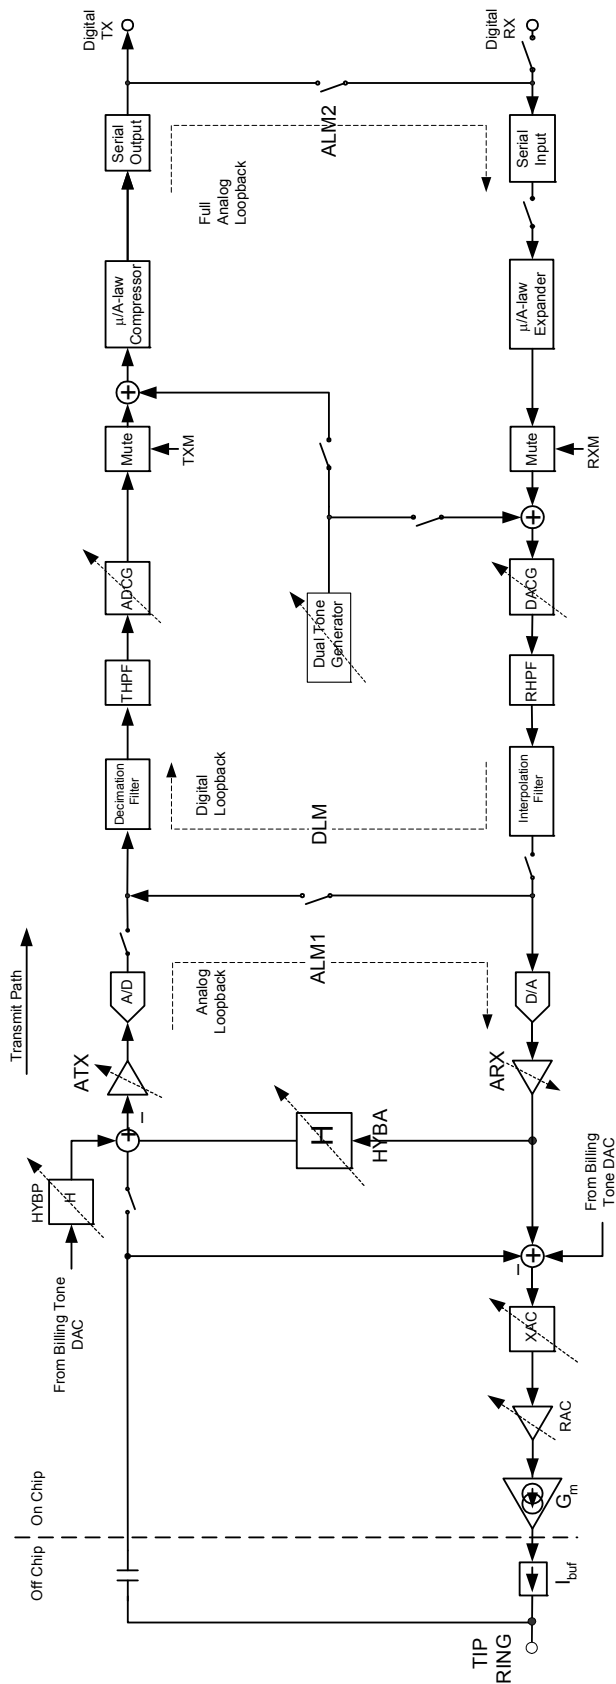 Off Chip
On Chip
From Billing Tone
DAC
HYBP
H
+
–
ATX
Transmit Path
A/D
Decimation
Filter
THPF
ADCG
Mute
TXM
+
μ/A-law
Compressor
Serial
Output
Digital
TX
Analog
Loopback
ALM1
Digital
Loopback
DLM
Dual Tone
Generator
Full
Analog
Loopback
ALM2
H
HYBA
TIP
RING
Ibuf
Gm
RAC
XAC
–
+
From Billing
Tone DAC
ARX
D/A
Interpolation
Filter
RHPF
DACG
+
Mute
RXM
μ/A-law
Expander
Serial
Input
Digital
RX